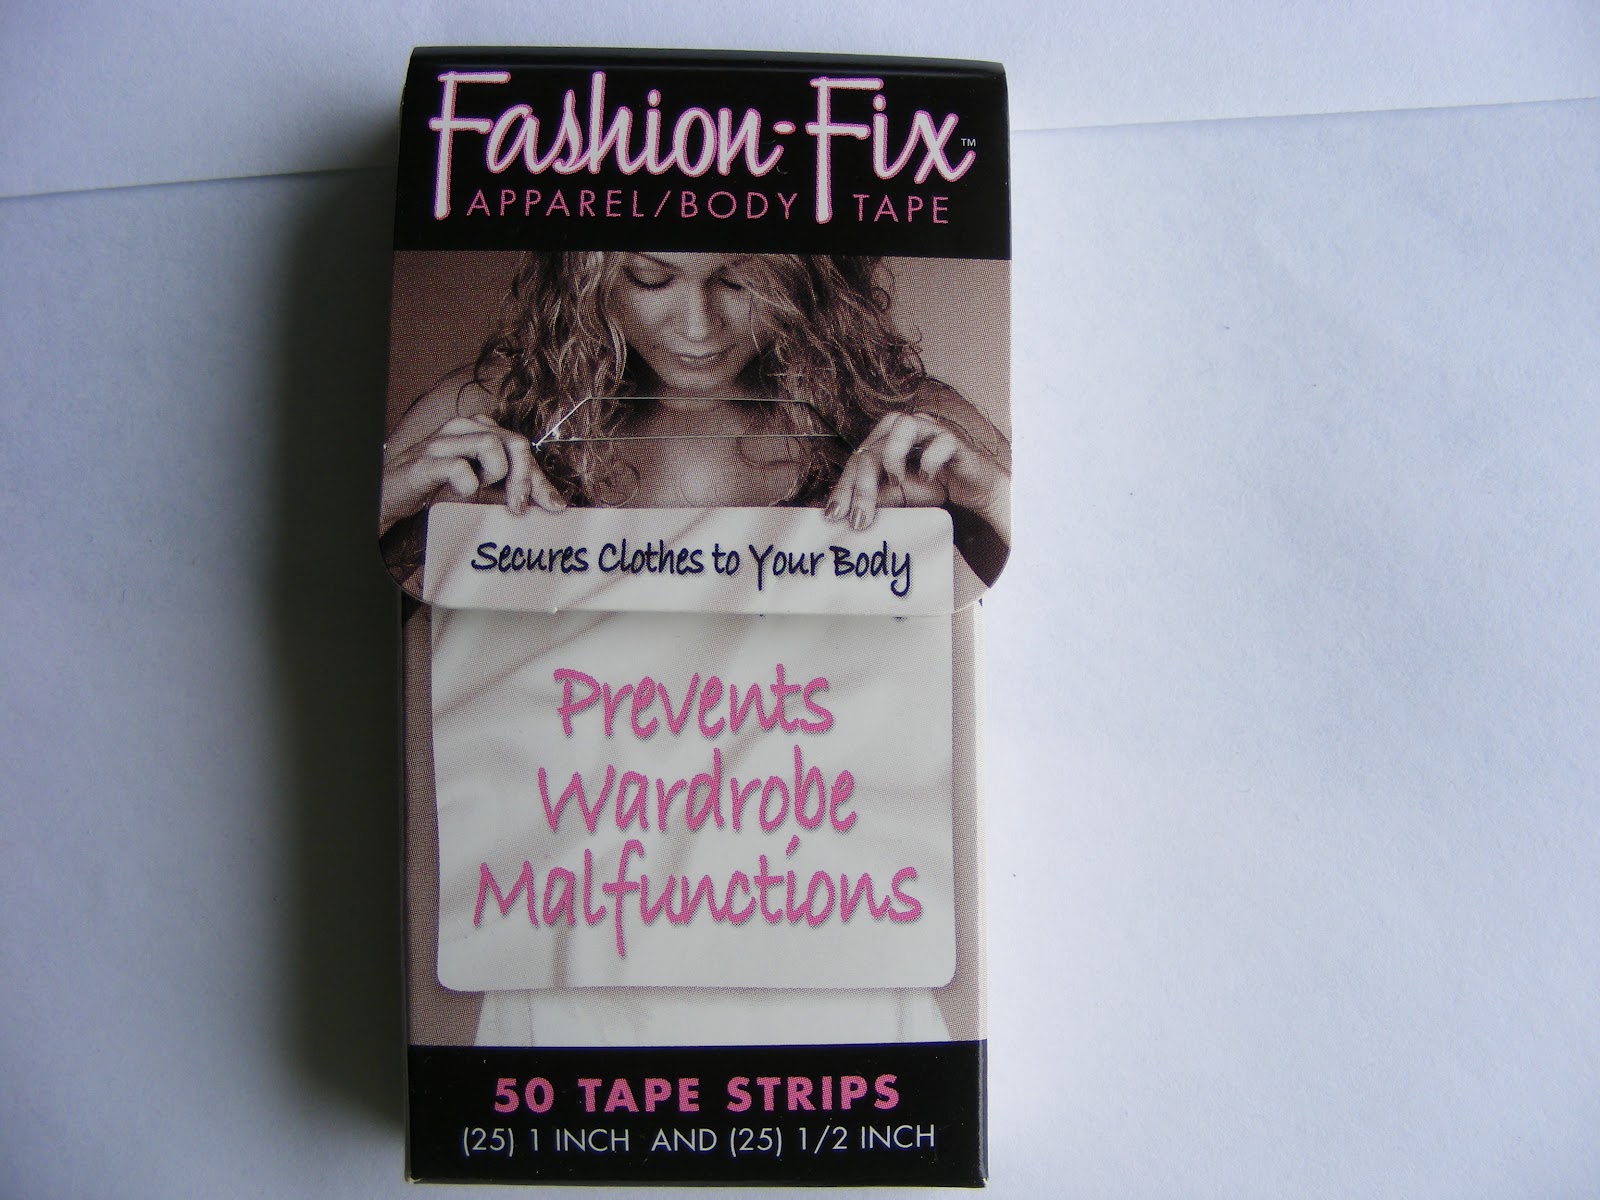 Fashion-Fix™
APPAREL/BODY TAPE
Secures Clothes to Your Body
Prevents
Wardrobe
Malfunctions
50 TAPE STRIPS
(25) 1 INCH AND (25) 1/2 INCH